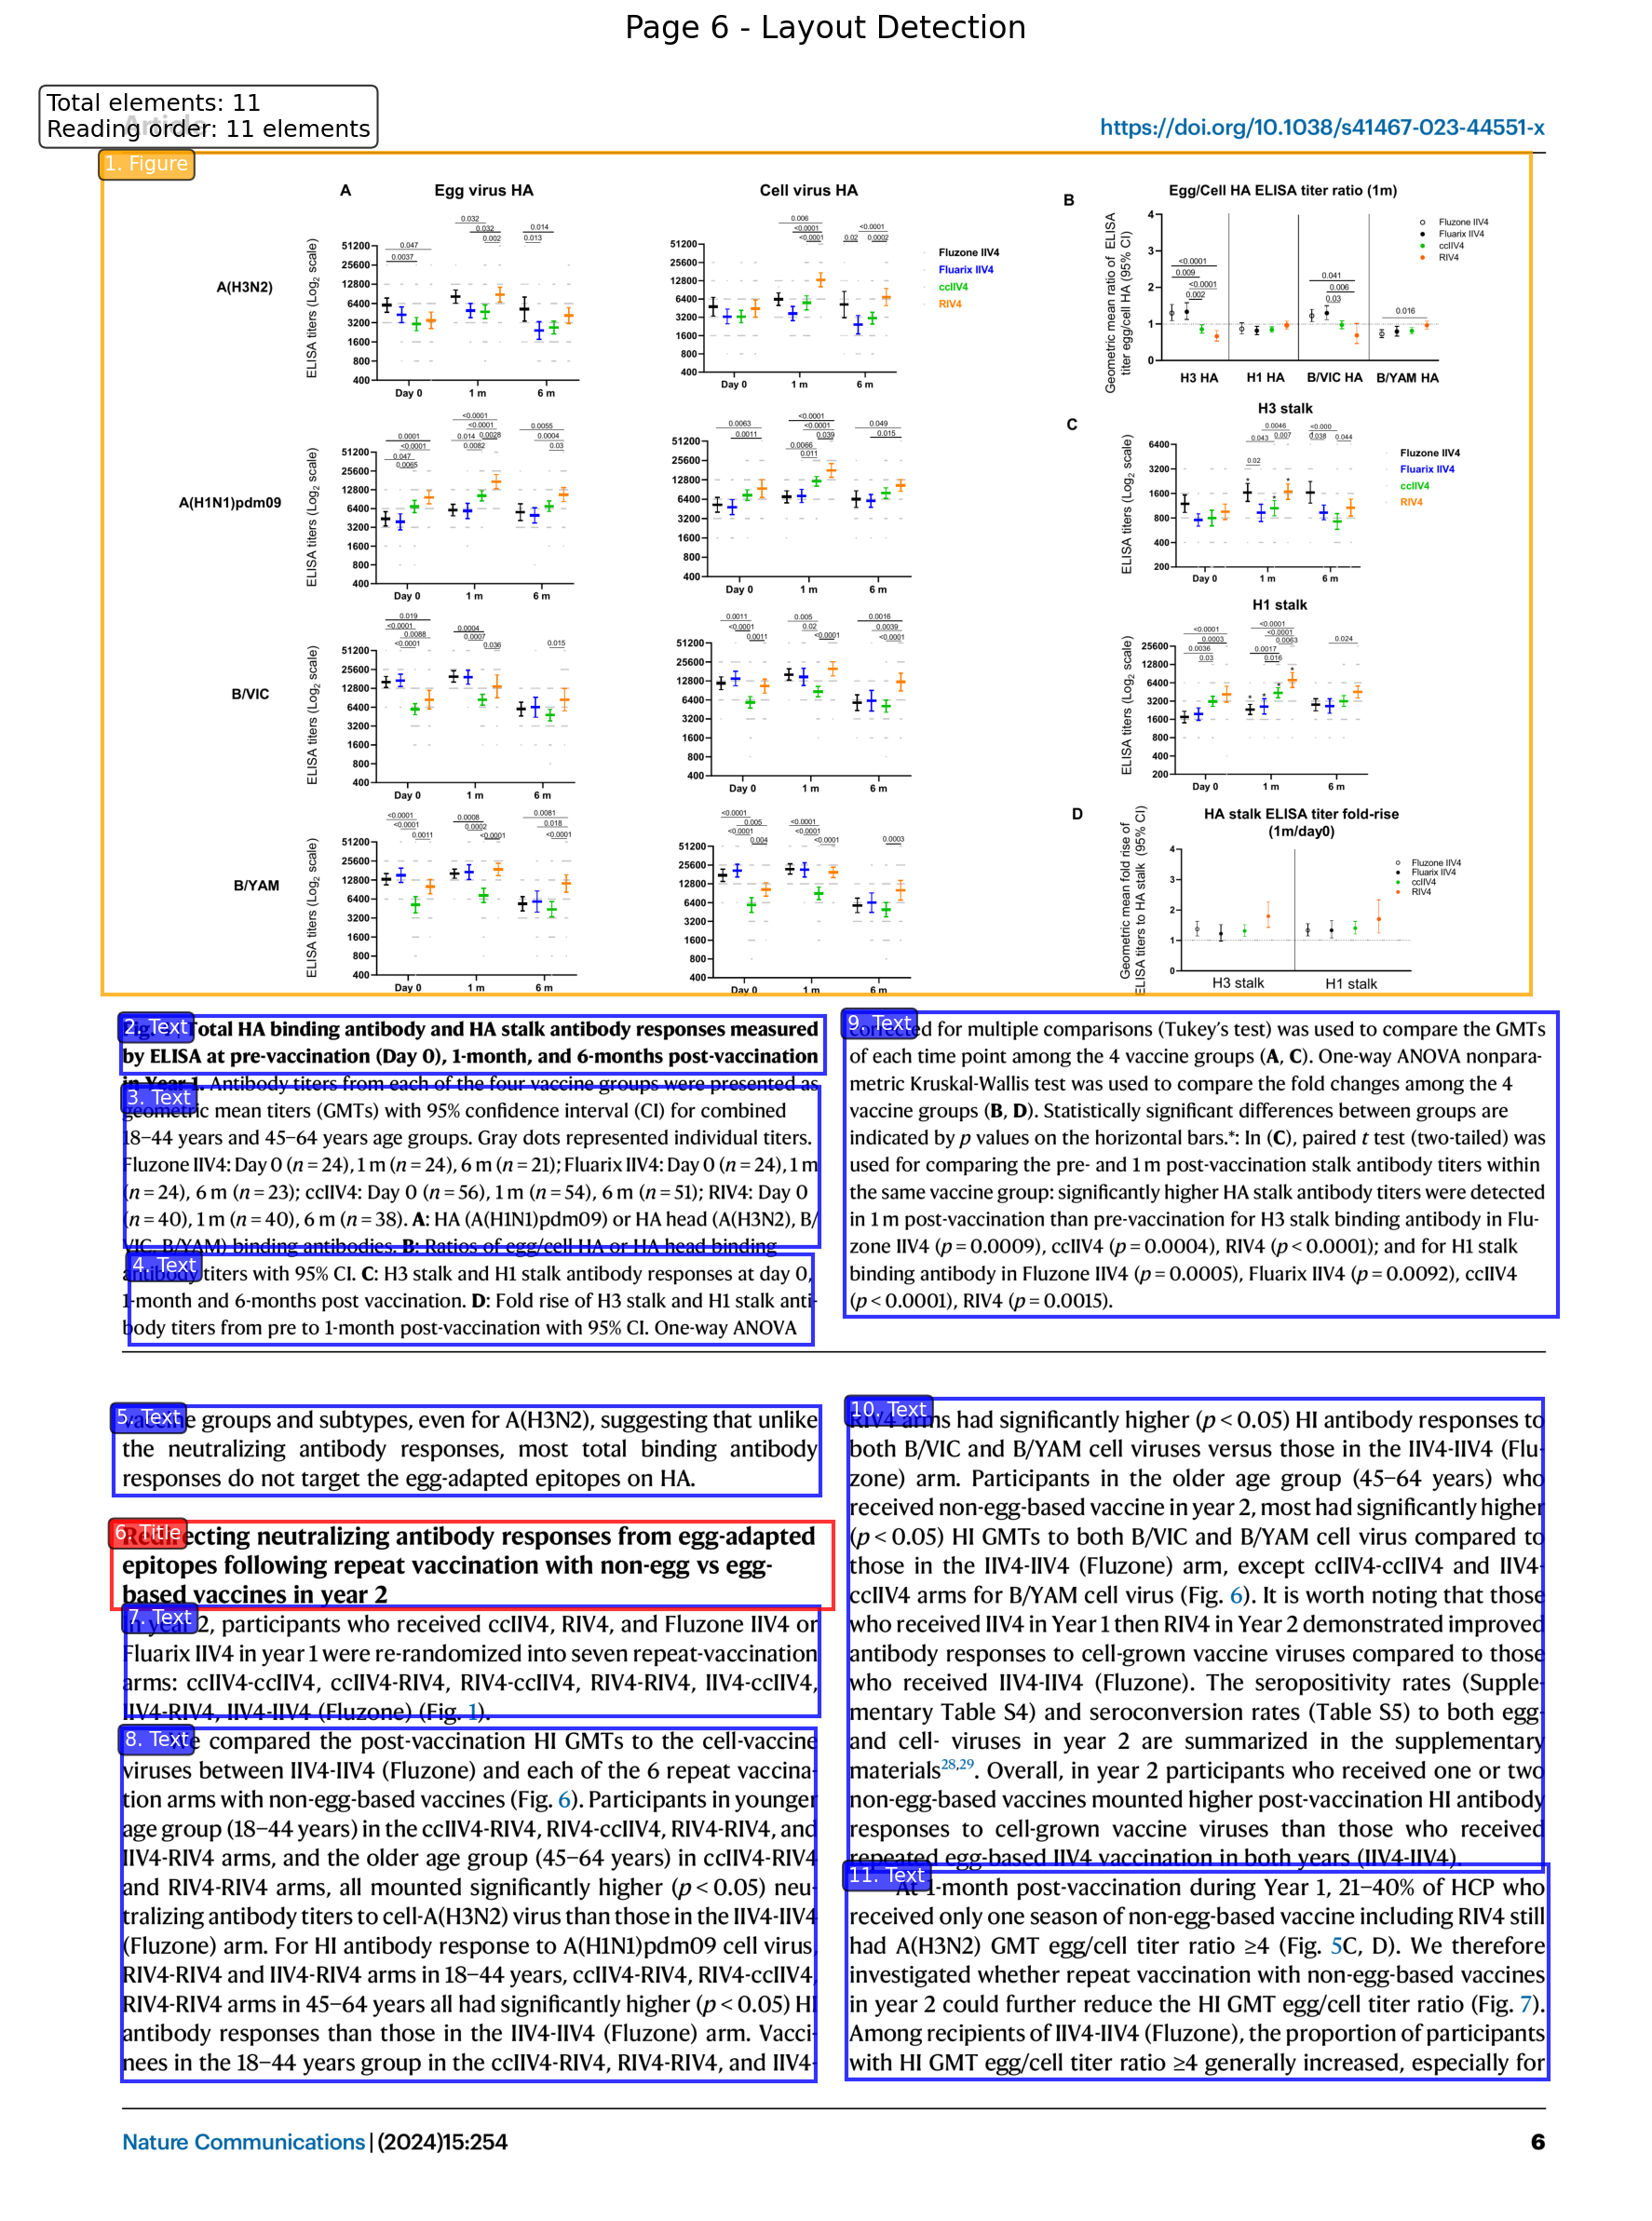 Page 6 - Layout Detection
Total elements: 11
Reading order: 11 elements
Article
https://doi.org/10.1038/s41467-023-44551-x
1. Figure
A
Egg virus HA
Cell virus HA
B
Egg/Cell HA ELISA titer ratio (1m)
A(H3N2)
A(H1N1)pdm09
B/VIC
B/YAM
ELISA titers (Log2 scale)
51200
25600
12800
6400
3200
1600
800
400
Day 0
1 m
6 m
Fluzone IIV4
Fluarix IIV4
ccIIV4
RIV4
Geometric mean ratio of ELISA
titer egg/cell HA (95% CI)
H3 HA
H1 HA
B/VIC HA
B/YAM HA
C
H3 stalk
H1 stalk
D
HA stalk ELISA titer fold-rise
(1m/day0)
Geometric mean fold rise of
ELISA titers to HA stalk (95% CI)
H3 stalk
H1 stalk
2. Text
Total HA binding antibody and HA stalk antibody responses measured
by ELISA at pre-vaccination (Day 0), 1-month, and 6-months post-vaccination
in Year 1. Antibody titers from each of the four vaccine groups were presented as
3. Text
geometric mean titers (GMTs) with 95% confidence interval (CI) for combined
18–44 years and 45–64 years age groups. Gray dots represented individual titers.
Fluzone IIV4: Day 0 (n = 24), 1 m (n = 24), 6 m (n = 21); Fluarix IIV4: Day 0 (n = 24), 1 m
(n = 24), 6 m (n = 23); ccIIV4: Day 0 (n = 56), 1 m (n = 54), 6 m (n = 51); RIV4: Day 0
(n = 40), 1 m (n = 40), 6 m (n = 38). A: HA (A(H1N1)pdm09) or HA head (A(H3N2), B/
VIC, B/YAM) binding antibodies. B: Ratios of egg/cell HA or HA head binding
4. Text
antibody titers with 95% CI. C: H3 stalk and H1 stalk antibody responses at day 0,
1-month and 6-months post vaccination. D: Fold rise of H3 stalk and H1 stalk anti-
body titers from pre to 1-month post-vaccination with 95% CI. One-way ANOVA
9. Text
corrected for multiple comparisons (Tukey's test) was used to compare the GMTs
of each time point among the 4 vaccine groups (A, C). One-way ANOVA nonpara-
metric Kruskal-Wallis test was used to compare the fold changes among the 4
vaccine groups (B, D). Statistically significant differences between groups are
indicated by p values on the horizontal bars.*: In (C), paired t test (two-tailed) was
used for comparing the pre- and 1 m post-vaccination stalk antibody titers within
the same vaccine group: significantly higher HA stalk antibody titers were detected
in 1 m post-vaccination than pre-vaccination for H3 stalk binding antibody in Flu-
zone IIV4 (p = 0.0009), ccIIV4 (p = 0.0004), RIV4 (p < 0.0001); and for H1 stalk
binding antibody in Fluzone IIV4 (p = 0.0005), Fluarix IIV4 (p = 0.0092), ccIIV4
(p < 0.0001), RIV4 (p = 0.0015).
5. Text
vaccine groups and subtypes, even for A(H3N2), suggesting that unlike
the neutralizing antibody responses, most total binding antibody
responses do not target the egg-adapted epitopes on HA.
6. Title
Redirecting neutralizing antibody responses from egg-adapted
epitopes following repeat vaccination with non-egg vs egg-
based vaccines in year 2
7. Text
In year 2, participants who received ccIIV4, RIV4, and Fluzone IIV4 or
Fluarix IIV4 in year 1 were re-randomized into seven repeat-vaccination
arms: ccIIV4-ccIIV4, ccIIV4-RIV4, RIV4-ccIIV4, RIV4-RIV4, IIV4-ccIIV4,
IIV4-RIV4, IIV4-IIV4 (Fluzone) (Fig. 1).
8. Text
We compared the post-vaccination HI GMTs to the cell-vaccine
viruses between IIV4-IIV4 (Fluzone) and each of the 6 repeat vaccina-
tion arms with non-egg-based vaccines (Fig. 6). Participants in younger
age group (18–44 years) in the ccIIV4-RIV4, RIV4-ccIIV4, RIV4-RIV4, and
IIV4-RIV4 arms, and the older age group (45–64 years) in ccIIV4-RIV4
and RIV4-RIV4 arms, all mounted significantly higher (p < 0.05) neu-
tralizing antibody titers to cell-A(H3N2) virus than those in the IIV4-IIV4
(Fluzone) arm. For HI antibody response to A(H1N1)pdm09 cell virus,
RIV4-RIV4 and IIV4-RIV4 arms in 18–44 years, ccIIV4-RIV4, RIV4-ccIIV4,
RIV4-RIV4 arms in 45–64 years all had significantly higher (p < 0.05) HI
antibody responses than those in the IIV4-IIV4 (Fluzone) arm. Vacci-
nees in the 18–44 years group in the ccIIV4-RIV4, RIV4-RIV4, and IIV4-
10. Text
RIV4 arms had significantly higher (p < 0.05) HI antibody responses to
both B/VIC and B/YAM cell viruses versus those in the IIV4-IIV4 (Flu-
zone) arm. Participants in the older age group (45–64 years) who
received non-egg-based vaccine in year 2, most had significantly higher
(p < 0.05) HI GMTs to both B/VIC and B/YAM cell virus compared to
those in the IIV4-IIV4 (Fluzone) arm, except ccIIV4-ccIIV4 and IIV4-
ccIIV4 arms for B/YAM cell virus (Fig. 6). It is worth noting that those
who received IIV4 in Year 1 then RIV4 in Year 2 demonstrated improved
antibody responses to cell-grown vaccine viruses compared to those
who received IIV4-IIV4 (Fluzone). The seropositivity rates (Supple-
mentary Table S4) and seroconversion rates (Table S5) to both egg-
and cell- viruses in year 2 are summarized in the supplementary
materials28,29. Overall, in year 2 participants who received one or two
non-egg-based vaccines mounted higher post-vaccination HI antibody
responses to cell-grown vaccine viruses than those who received
repeated egg-based IIV4 vaccination in both years (IIV4-IIV4).
11. Text
At 1-month post-vaccination during Year 1, 21–40% of HCP who
received only one season of non-egg-based vaccine including RIV4 still
had A(H3N2) GMT egg/cell titer ratio ≥4 (Fig. 5C, D). We therefore
investigated whether repeat vaccination with non-egg-based vaccines
in year 2 could further reduce the HI GMT egg/cell titer ratio (Fig. 7).
Among recipients of IIV4-IIV4 (Fluzone), the proportion of participants
with HI GMT egg/cell titer ratio ≥4 generally increased, especially for
Nature Communications | (2024)15:254
6